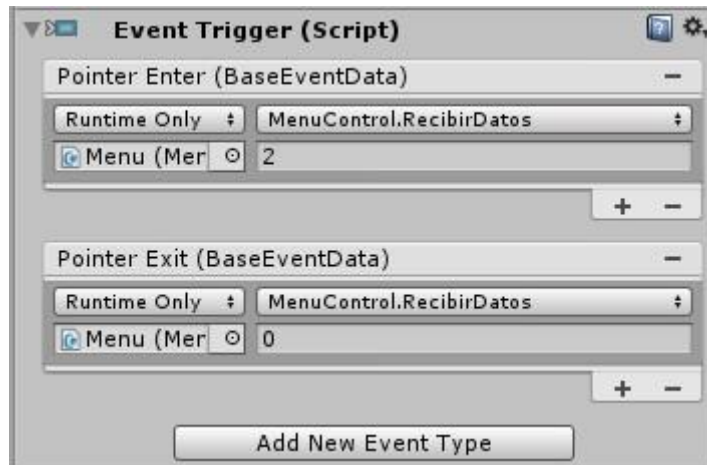 Event Trigger (Script)
Pointer Enter (BaseEventData)
Runtime Only MenuControl.RecibirDatos
Menu (Mer 2
Pointer Exit (BaseEventData)
Runtime Only MenuControl.RecibirDatos
Menu (Mer 0
Add New Event Type